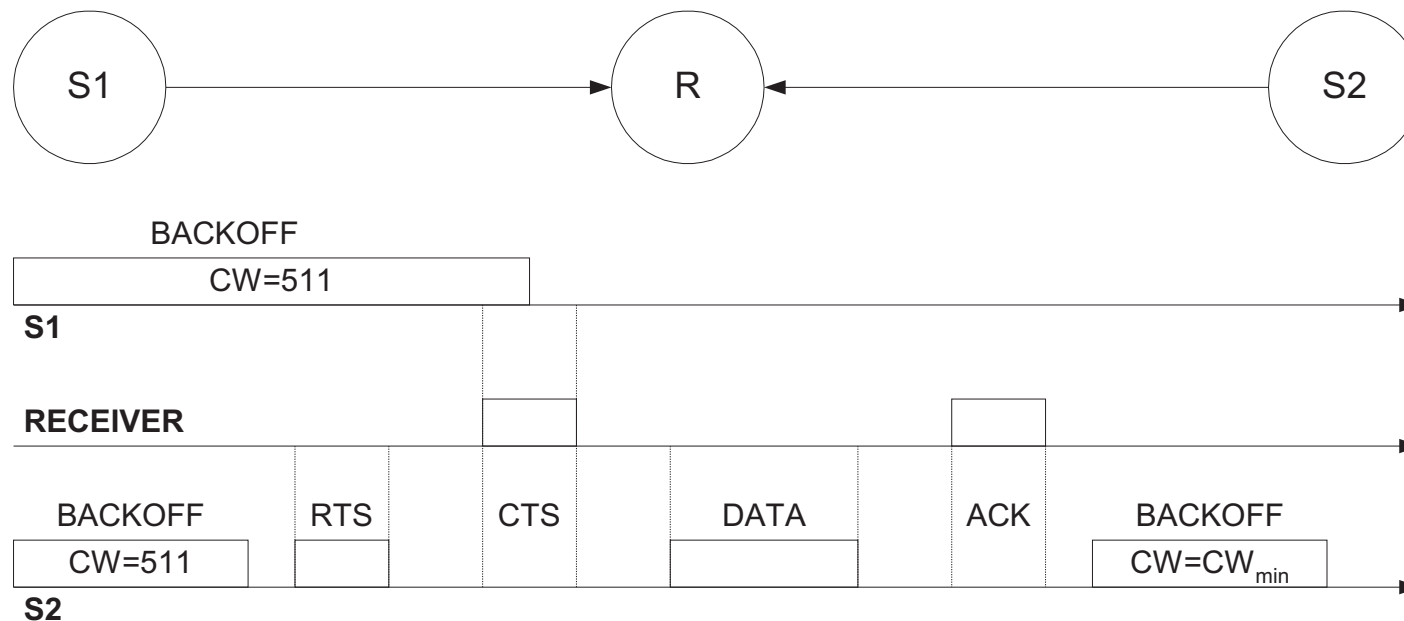 S1 R S2
BACKOFF
CW=511
S1
RECEIVER
BACKOFF RTS CTS DATA ACK BACKOFF
CW=511 CW=CWmin
S2